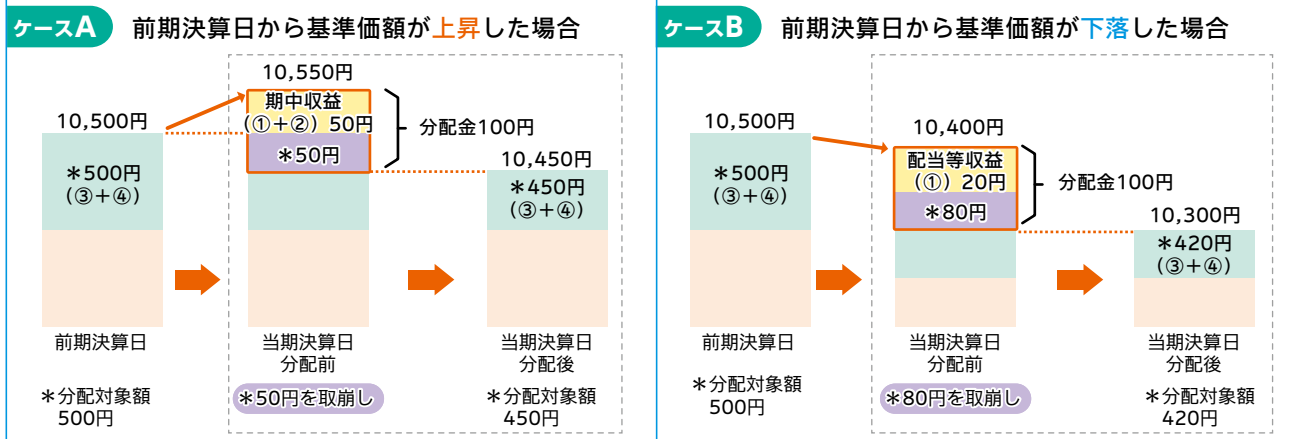 ケースA 前期決算日から基準価額が上昇した場合
10,550円
10,500円
期中収益
(①+②) 50円
分配金100円
*50円
*500円
(③+④)
10,450円
*450円
(③+④)
前期決算日
当期決算日
分配前
当期決算日
分配後
*分配対象額
500円
*50円を取崩し
*分配対象額
450円
ケースB 前期決算日から基準価額が下落した場合
10,500円
10,400円
*500円
(③+④)
配当等収益
(①) 20円
分配金100円
*80円
10,300円
*420円
(③+④)
前期決算日
当期決算日
分配前
当期決算日
分配後
*分配対象額
500円
*80円を取崩し
*分配対象額
420円